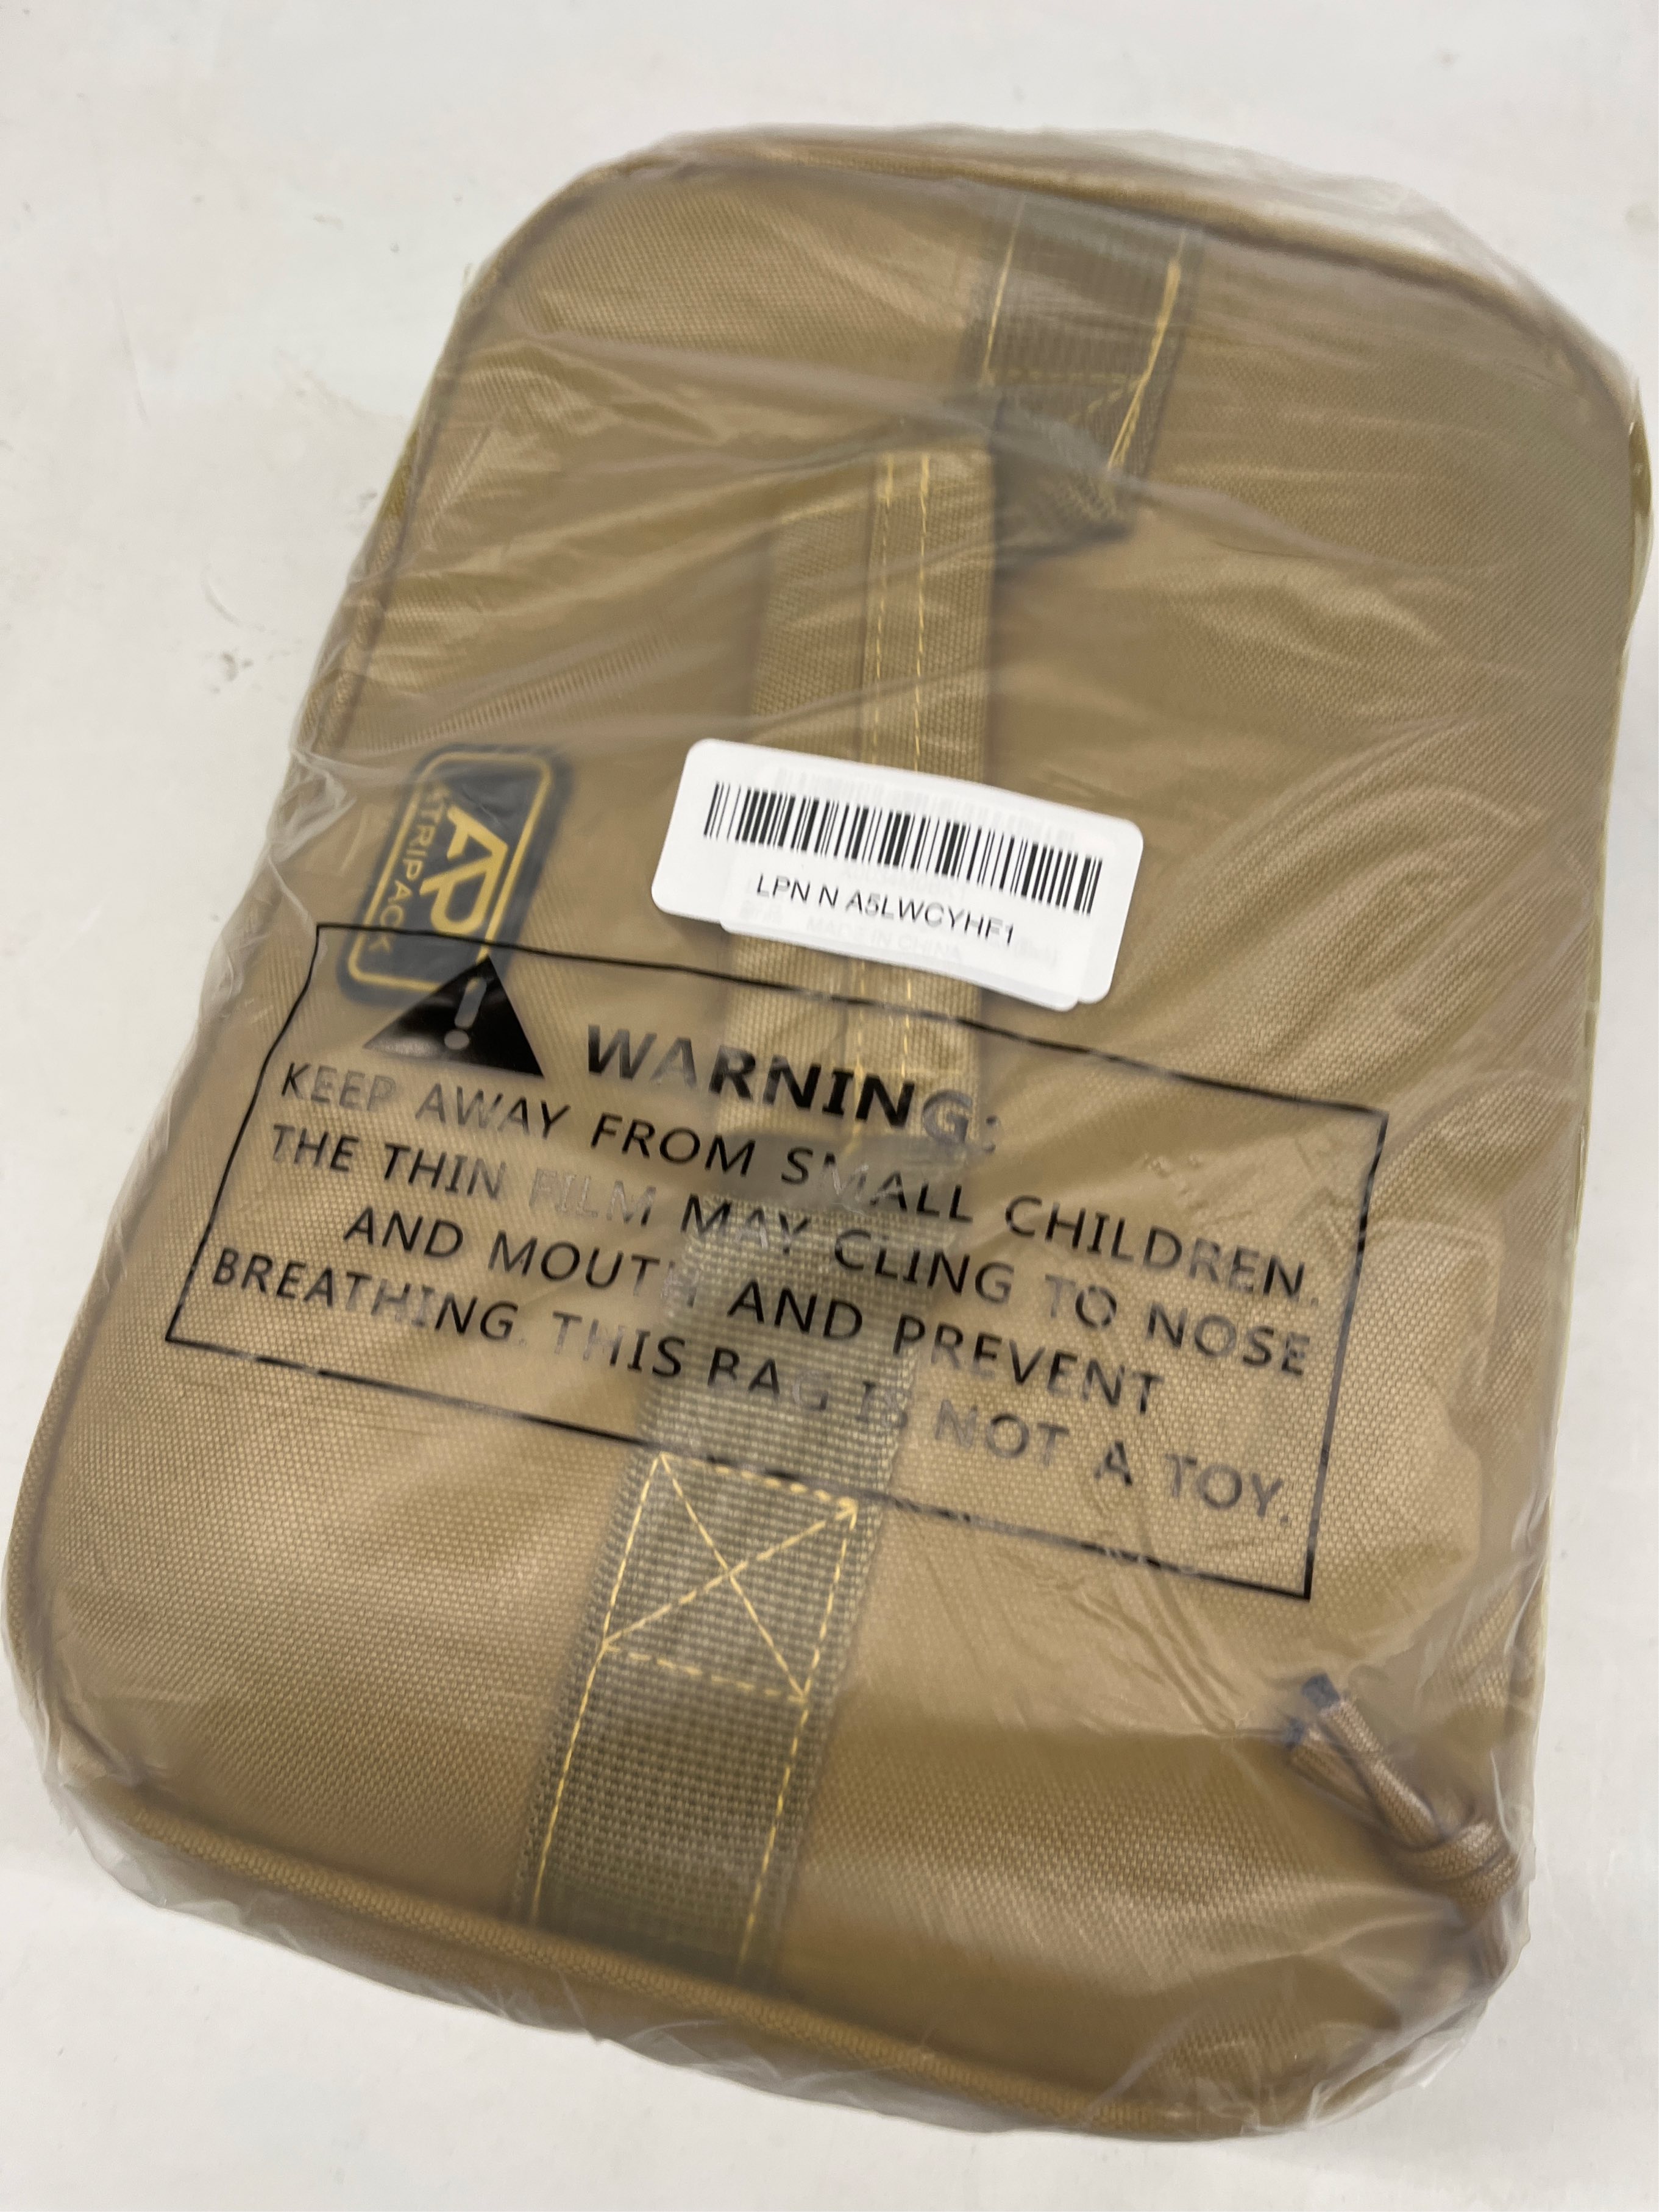 AP
ATRIPACK
LPN N A5LWCYHF1
MADE IN CHINA
WARNING:
KEEP AWAY FROM SMALL CHILDREN.
THE THIN FILM MAY CLING TO NOSE
AND MOUTH AND PREVENT
BREATHING. THIS BAG IS NOT A TOY.